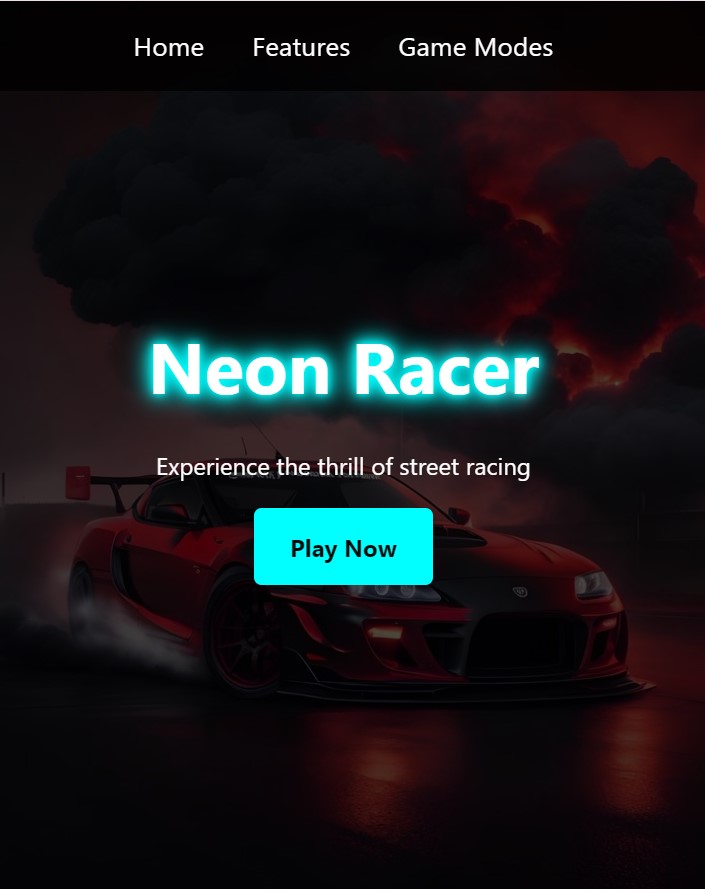 Home Features Game Modes
Neon Racer
Experience the thrill of street racing
Play Now